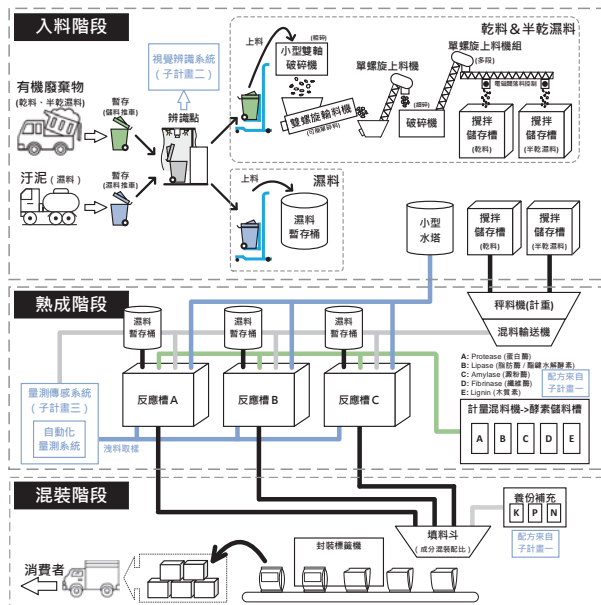 入料階段
乾料＆半乾濕料
視覺辨識系統
(子計畫二)
上料
(粗碎)
小型雙軸
破碎機
單螺旋上料機
單螺旋上料機組
(多段)
電磁閥落料控制
有機廢棄物
(乾料、半乾濕料)
暫存
(儲料推車)
辨識點
雙螺旋輸料機
(可簡單碎料)
(細碎)
破碎機
攪拌
儲存槽
(乾料)
攪拌
儲存槽
(半乾濕料)
汙泥(濕料)
暫存
(濕料推車)
上料
濕料
濕料
暫存桶
小型
水塔
攪拌
儲存槽
(乾料)
攪拌
儲存槽
(半乾濕料)
熟成階段
秤料機(計重)
混料輸送機
濕料
暫存桶
濕料
暫存桶
濕料
暫存桶
A: Protease (蛋白酶)
B: Lipase (脂肪酶 / 酯鍵水解酵素)
C: Amylase (澱粉酶)
D: Fibrinase (纖維酶)
E: Lignin (木質素)
配方來自
子計畫一
反應槽A
反應槽B
反應槽C
量測傳感系統
(子計畫三)
自動化
量測系統
洩料取樣
計量混料機->酵素儲料槽
A B C D E
混裝階段
養份補充
K P N
填料斗
(成分混裝配比)
配方來自
子計畫一
封裝標籤機
消費者